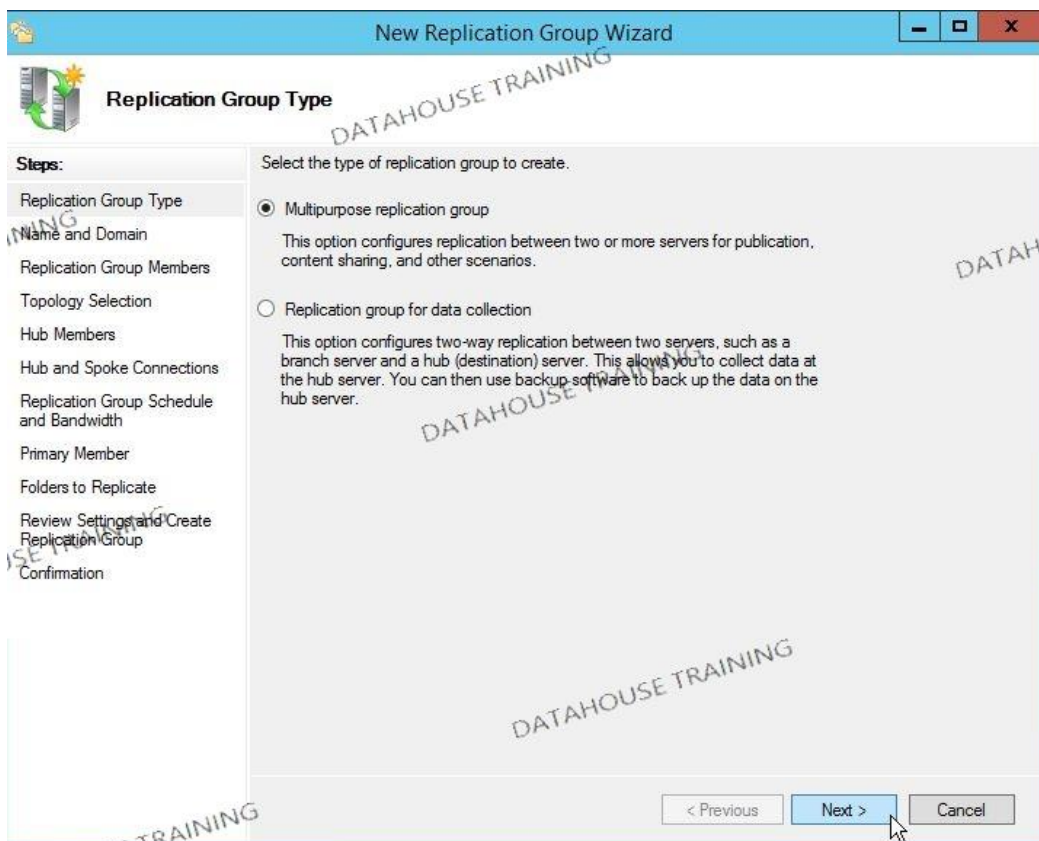 New Replication Group Wizard
Replication Group Type
DATAHOUSE TRAINING
Steps:
Replication Group Type
Name and Domain
Replication Group Members
Topology Selection
Hub Members
Hub and Spoke Connections
Replication Group Schedule
and Bandwidth
Primary Member
Folders to Replicate
Review Settings and Create
Replication Group
Confirmation
Select the type of replication group to create.
Multipurpose replication group
This option configures replication between two or more servers for publication,
content sharing, and other scenarios.
DATAH
Replication group for data collection
This option configures two-way replication between two servers, such as a
branch server and a hub (destination) server. This allows you to collect data at
the hub server. You can then use backup software to back up the data on the
hub server.
DATAHOUSE TRAINING
DATAHOUSE TRAINING
< Previous
Next >
Cancel
TRAINING